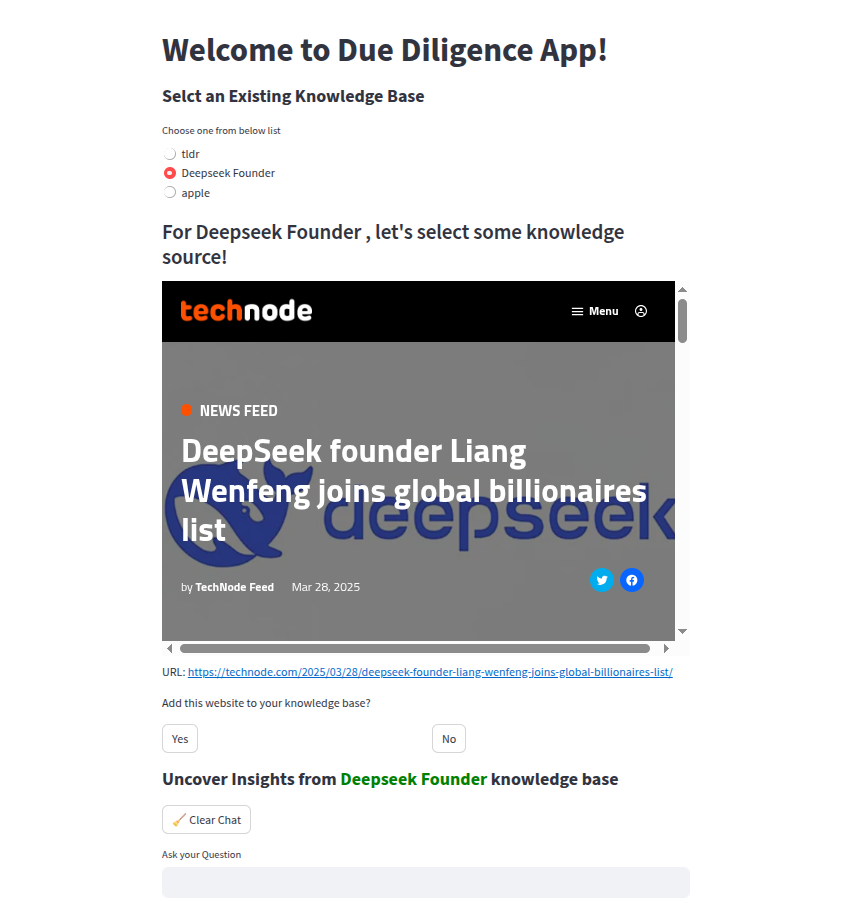 Welcome to Due Diligence App!
Selct an Existing Knowledge Base
Choose one from below list
tldr
Deepseek Founder
apple
For Deepseek Founder , let's select some knowledge
source!
technode
Menu
NEWS FEED
DeepSeek founder Liang
Wenfeng joins global billionaires
list
deepseek
by TechNode Feed Mar 28, 2025
URL: https://technode.com/2025/03/28/deepseek-founder-liang-wenfeng-joins-global-billionaires-list/
Add this website to your knowledge base?
Yes No
Uncover Insights from Deepseek Founder knowledge base
🧹 Clear Chat
Ask your Question